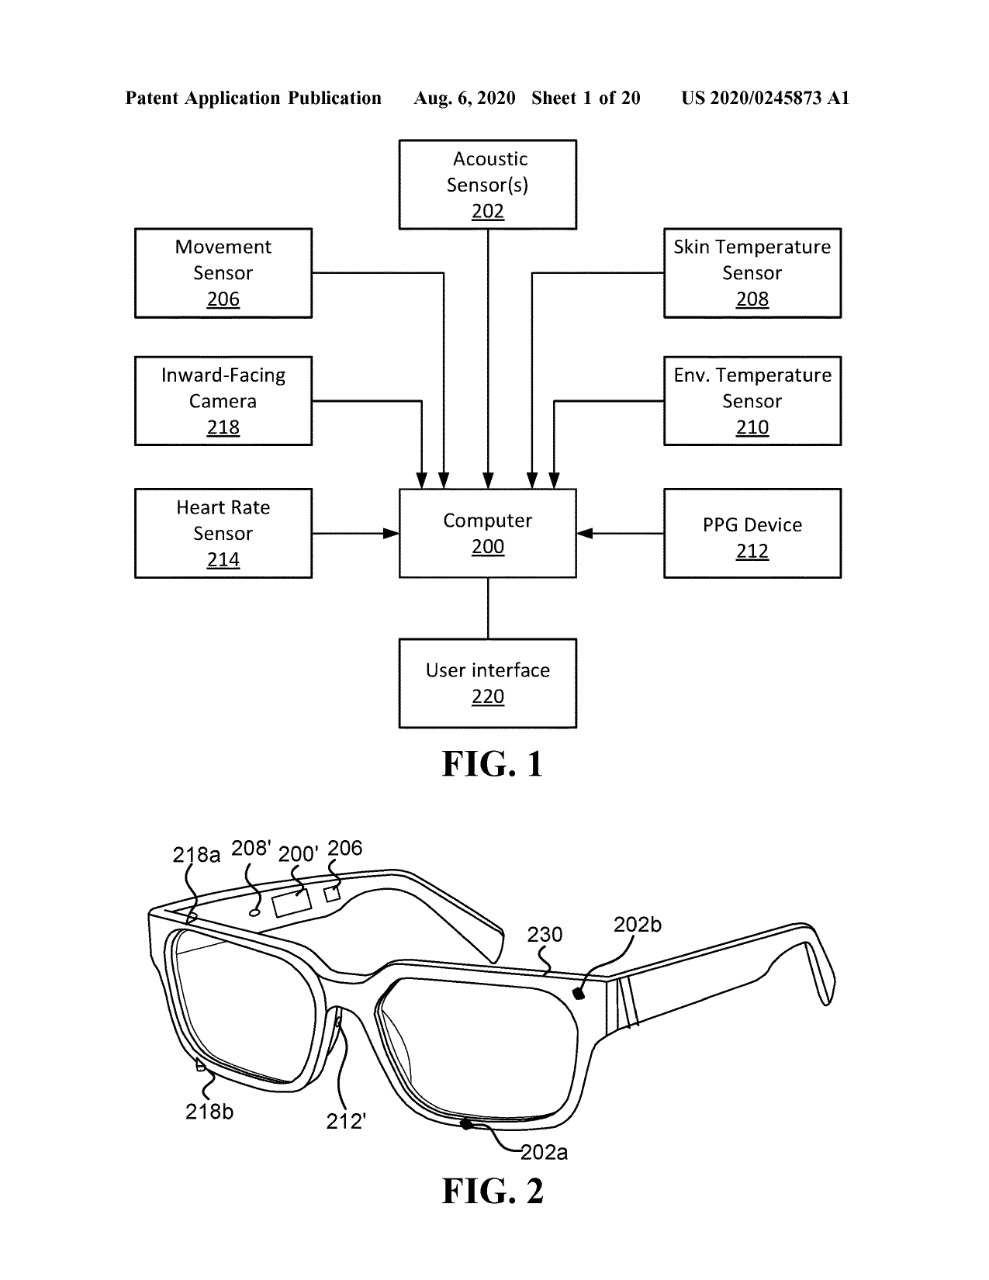 Patent Application Publication Aug. 6, 2020 Sheet 1 of 20 US 2020/0245873 A1
Acoustic
Sensor(s)
202
Movement
Sensor
206
Skin Temperature
Sensor
208
Inward-Facing
Camera
218
Env. Temperature
Sensor
210
Heart Rate
Sensor
214
Computer
200
PPG Device
212
User interface
220
FIG. 1
218a
208'
200'
206
230
202b
218b
212'
202a
FIG. 2